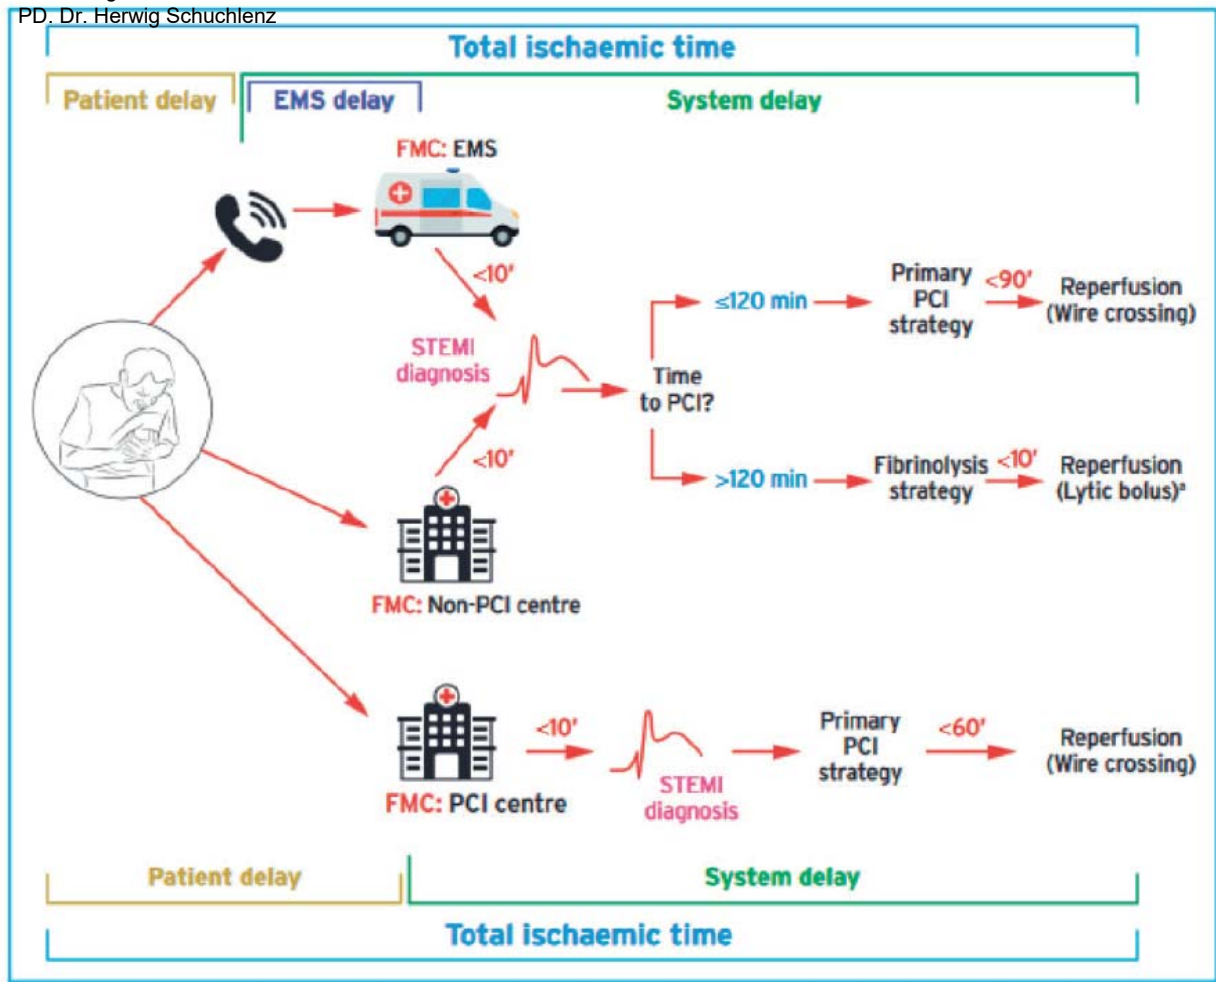 PD. Dr. Herwig Schuchlenz
Total ischaemic time
Patient delay
EMS delay
System delay
FMC: EMS
<10'
STEMI
diagnosis
<10'
Time
to PCI?
≤120 min
Primary
PCI
strategy
<90'
Reperfusion
(Wire crossing)
>120 min
Fibrinolysis
strategy
<10'
Reperfusion
(Lytic bolus)ª
FMC: Non-PCI centre
FMC: PCI centre
<10'
STEMI
diagnosis
Primary
PCI
strategy
<60'
Reperfusion
(Wire crossing)
Patient delay
System delay
Total ischaemic time